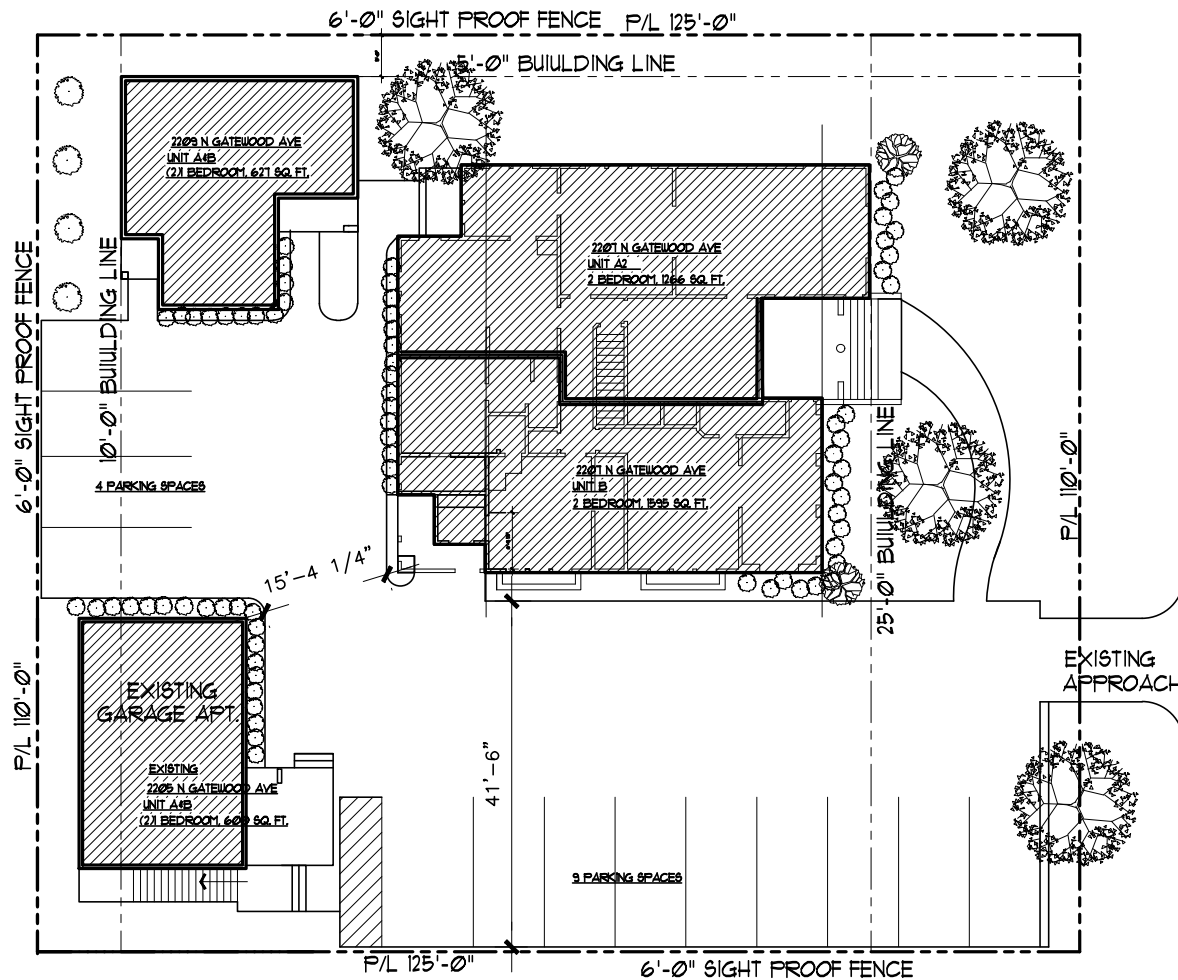 6'-0" SIGHT PROOF FENCE P/L 125'-0"
5'-0" BUIULDING LINE
2209 N GATEWOOD AVE
UNIT A&B
(2)1 BEDROOM, 627 SQ. FT.
6'-0" SIGHT PROOF FENCE
10'-0" BUIULDING LINE
2207 N GATEWOOD AVE
UNIT A2
2 BEDROOM, 1266 SQ. FT.
4 PARKING SPACES
2207 N GATEWOOD AVE
UNIT B
2 BEDROOM, 1595 SQ. FT.
25'-0" BUIULDING LINE
P/L 110'-0"
15'-4 1/4"
P/L 110'-0"
EXISTING
GARAGE APT.
EXISTING
2205 N GATEWOOD AVE
UNIT A&B
(2)1 BEDROOM, 600 SQ. FT.
41'-6"
EXISTING
APPROACH
9 PARKING SPACES
P/L 125'-0"
6'-0" SIGHT PROOF FENCE